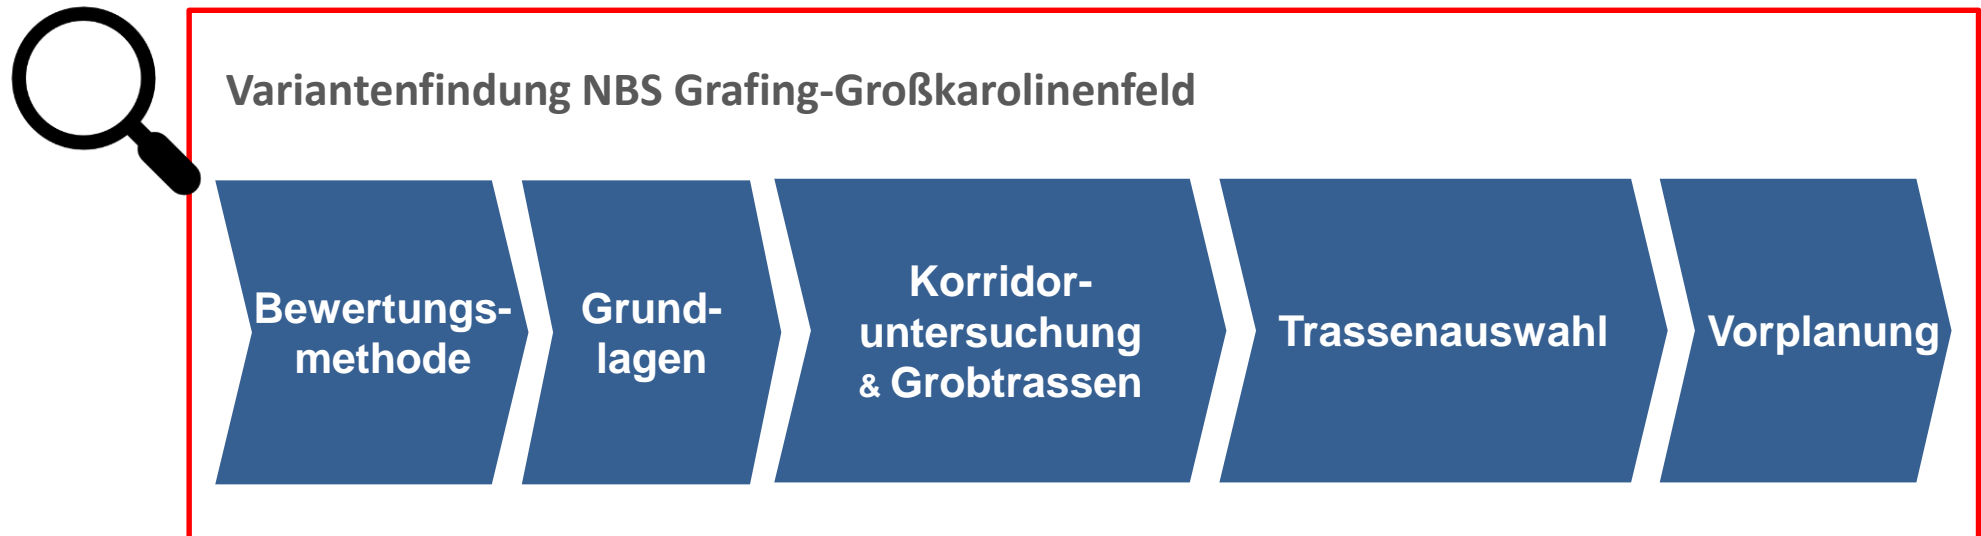 Variantenfindung NBS Grafing-Großkarolinenfeld
Bewertungs-
methode
Grund-
lagen
Korridor-
untersuchung
& Grobtrassen
Trassenauswahl
Vorplanung